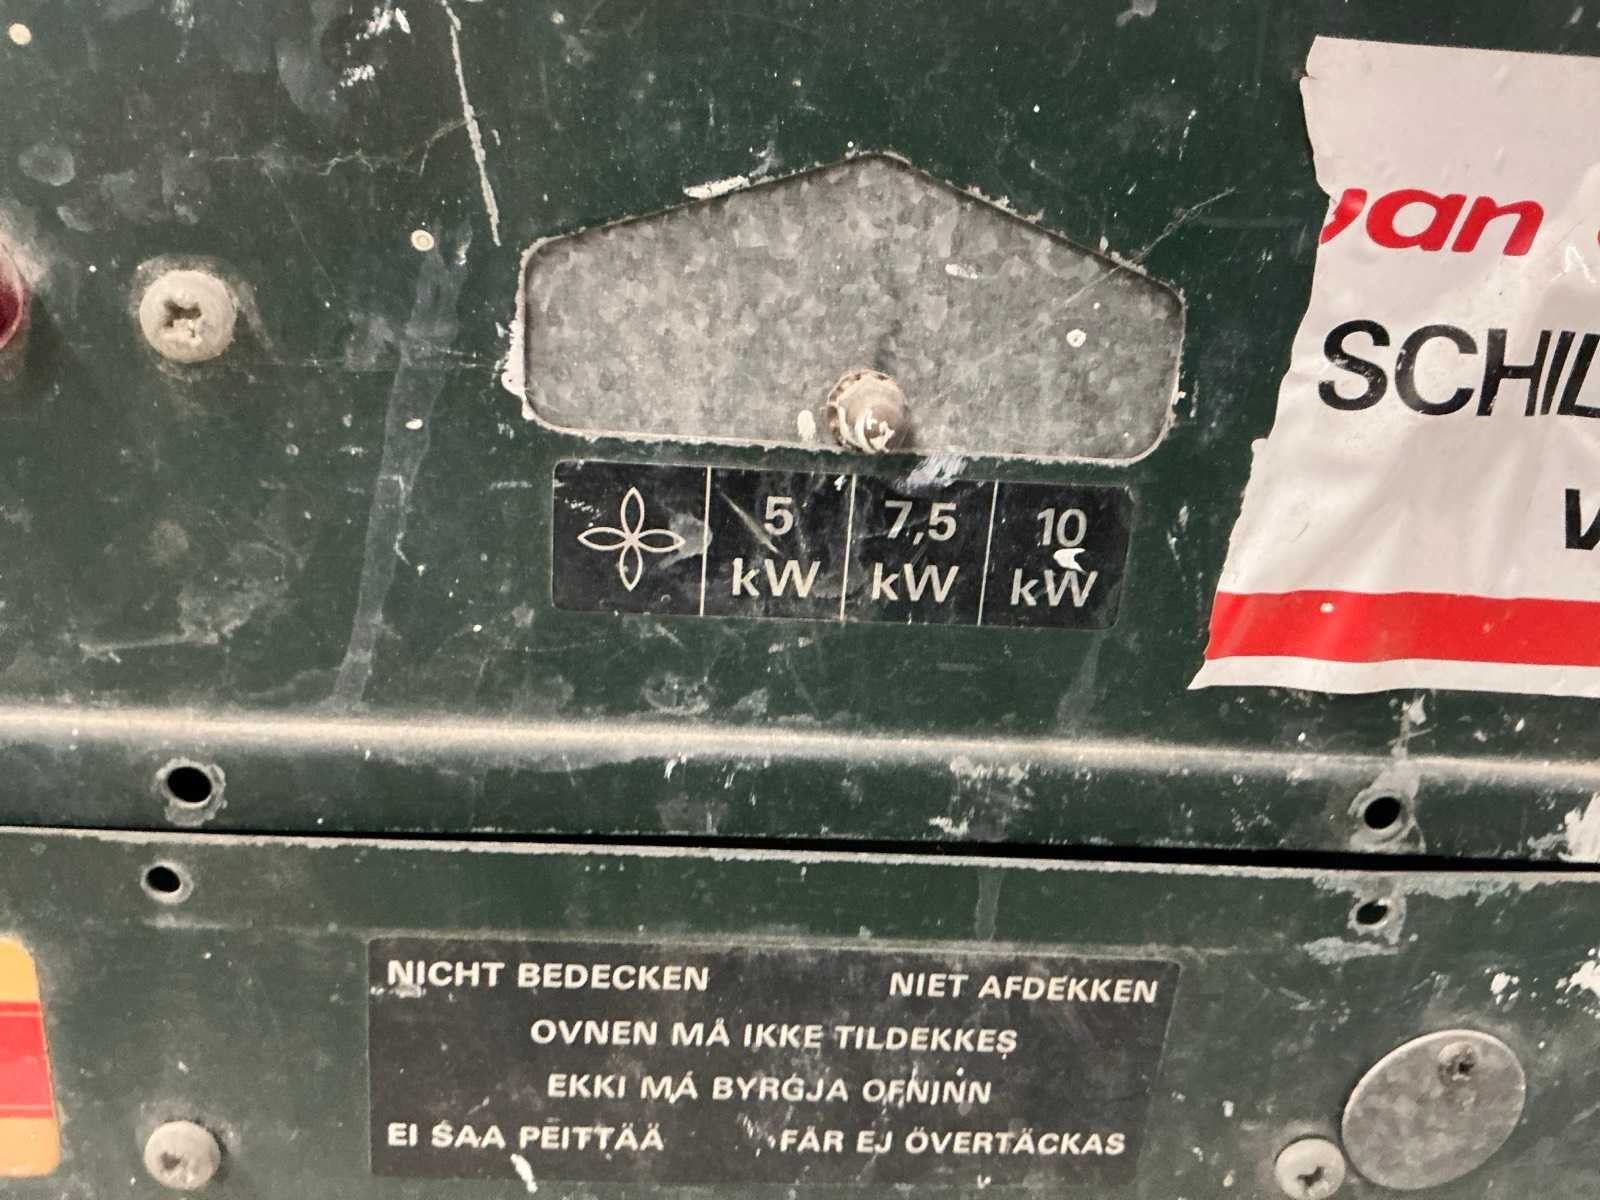 van
SCHIL
5 kW
7,5 kW
10 kW
NICHT BEDECKEN
NIET AFDEKKEN
OVNEN MÅ IKKE TILDEKKES
EKKI MÁ BYRGJA OFNINN
EI SAA PEITTÄÄ
FÅR EJ ÖVERTÄCKAS